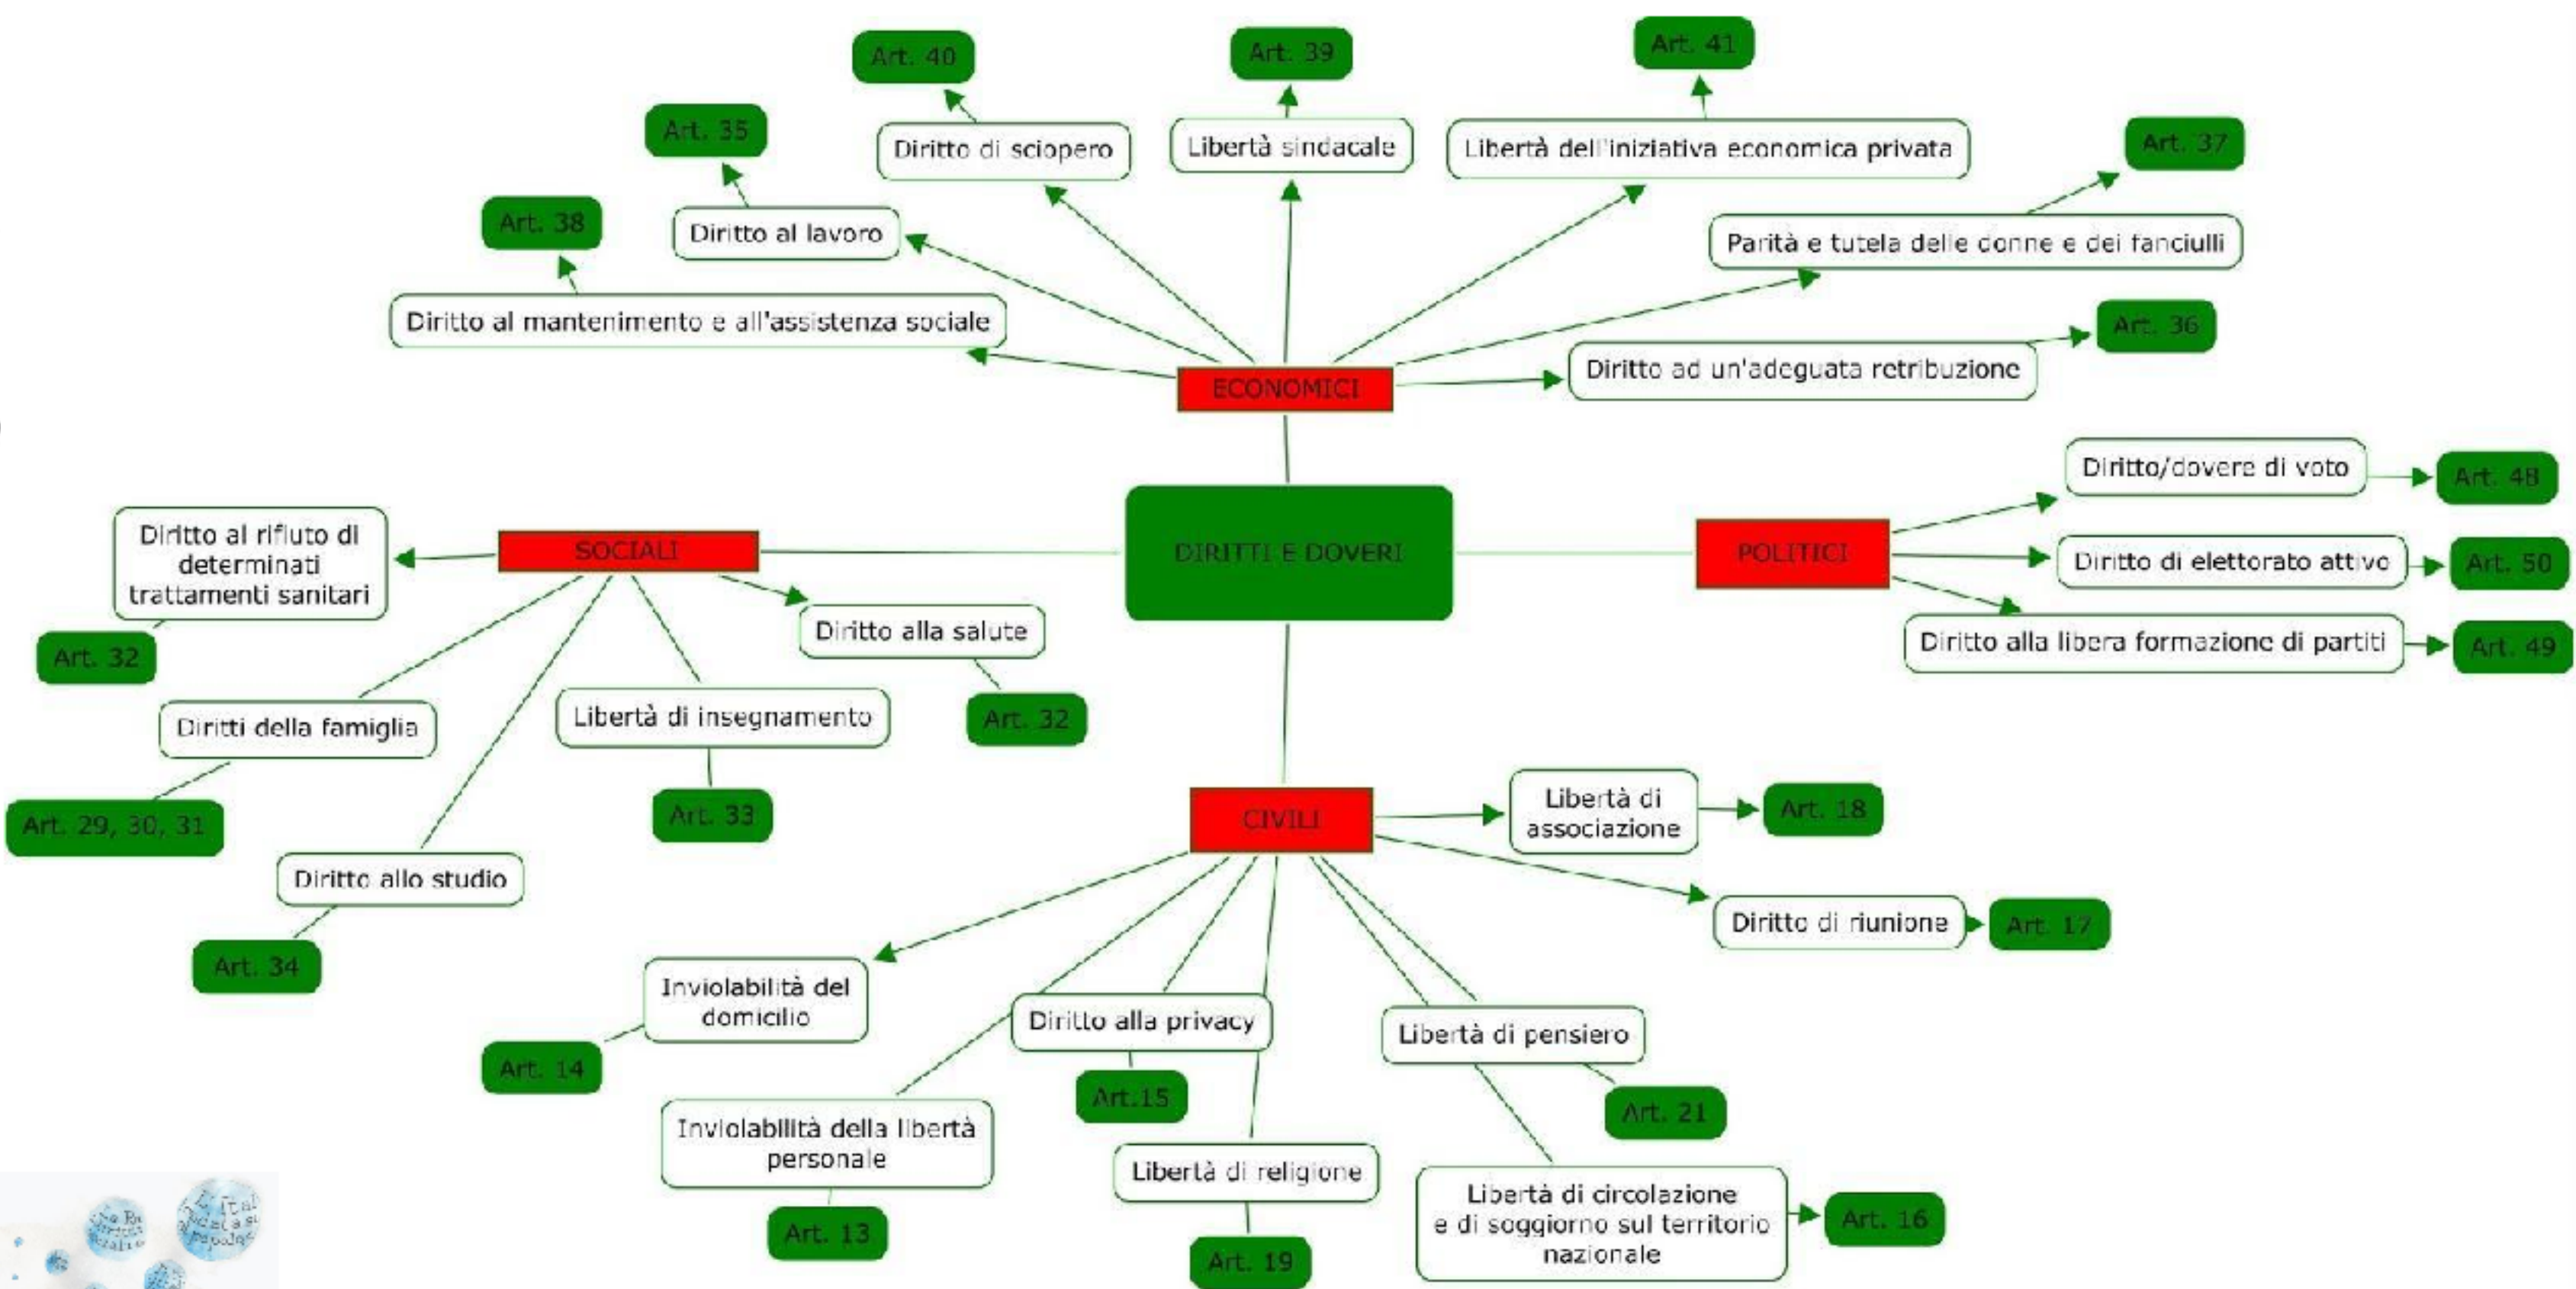 Art. 40
Art. 39
Art. 41
Art. 35
Diritto di sciopero
Libertà sindacale
Libertà dell'iniziativa economica privata
Art. 37
Art. 38
Diritto al lavoro
Parità e tutela delle donne e dei fanciulli
Diritto al mantenimento e all'assistenza sociale
Art. 36
Diritto ad un'adeguata retribuzione
ECONOMICI
Diritto/dovere di voto
Art. 48
DIRITTI E DOVERI
POLITICI
Diritto di elettorato attivo
Art. 50
Diritto alla libera formazione di partiti
Art. 49
SOCIALI
Diritto al rifiuto di
determinati
trattamenti sanitari
Art. 32
Diritto alla salute
Art. 32
Diritti della famiglia
Art. 29, 30, 31
Libertà di insegnamento
Art. 33
Diritto allo studio
Art. 34
CIVILI
Libertà di
associazione
Art. 18
Diritto di riunione
Art. 17
Inviolabilità del
domicilio
Art. 14
Diritto alla privacy
Art.15
Libertà di pensiero
Art. 21
Inviolabilità della libertà
personale
Art. 13
Libertà di religione
Art. 19
Libertà di circolazione
e di soggiorno sul territorio
nazionale
Art. 16